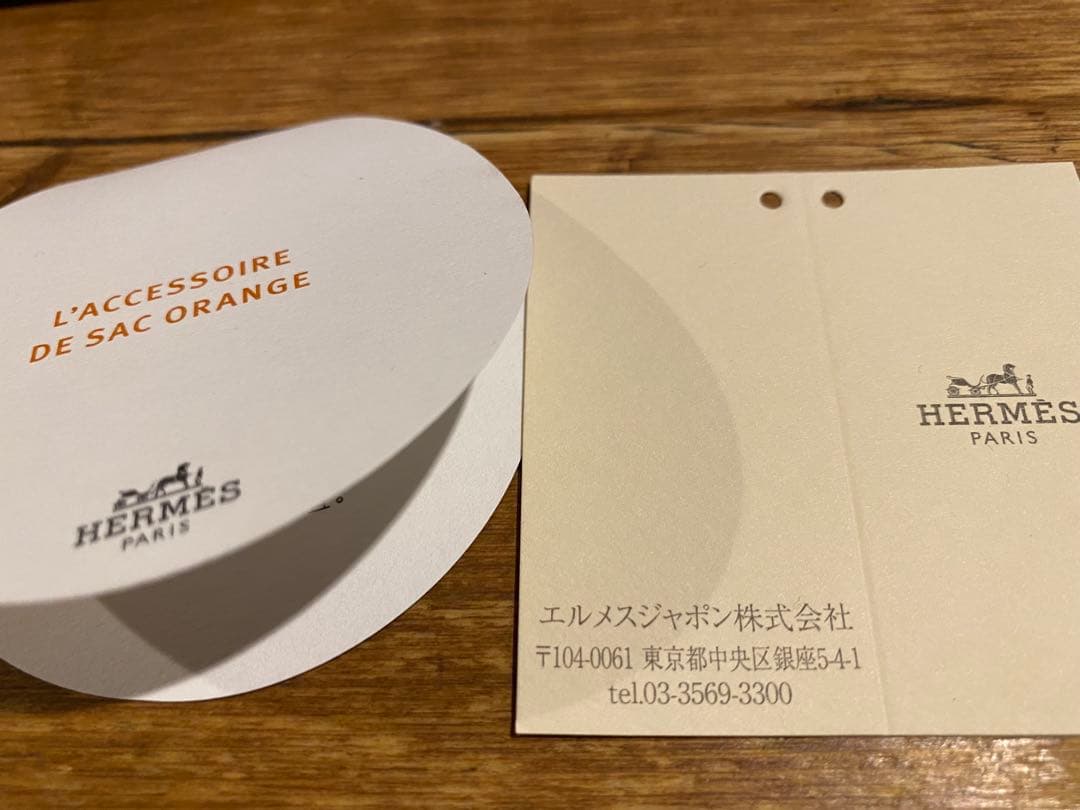 L'ACCESSOIRE
DE SAC ORANGE
HERMÈS
PARIS
HERMÈS
PARIS
エルメスジャポン株式会社
〒104-0061 東京都中央区銀座5-4-1
tel.03-3569-3300